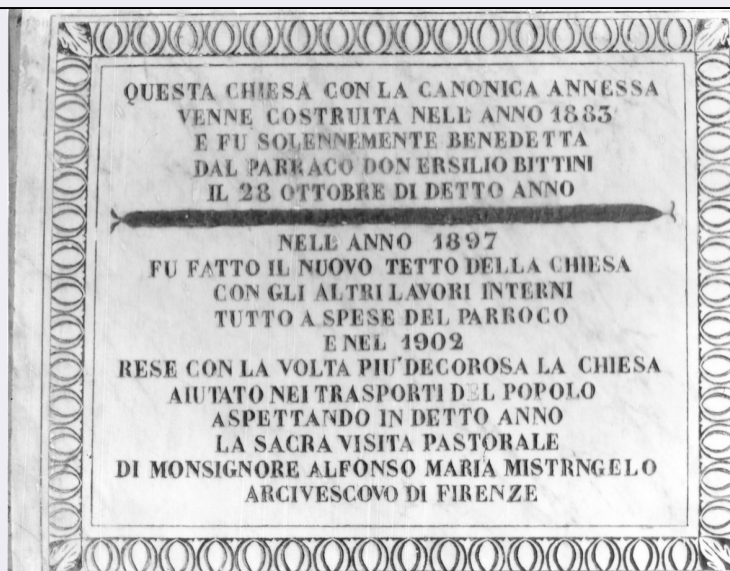 QUESTA CHIESA CON LA CANONICA ANNESSA
VENNE COSTRUITA NELL ANNO 1883
E FU SOLENNEMENTE BENEDETTA
DAL PARRACO DON ERSILIO BITTINI
IL 28 OTTOBRE DI DETTO ANNO
NELL ANNO 1897
FU FATTO IL NUOVO TETTO DELLA CHIESA
CON GLI ALTRI LAVORI INTERNI
TUTTO A SPESE DEL PARROCO
E NEL 1902
RESE CON LA VOLTA PIU' DECOROSA LA CHIESA
AIUTATO NEI TRASPORTI DEL POPOLO
ASPETTANDO IN DETTO ANNO
LA SACRA VISITA PASTORALE
DI MONSIGNORE ALFONSO MARIA MISTRNGELO
ARCIVESCOVO DI FIRENZE